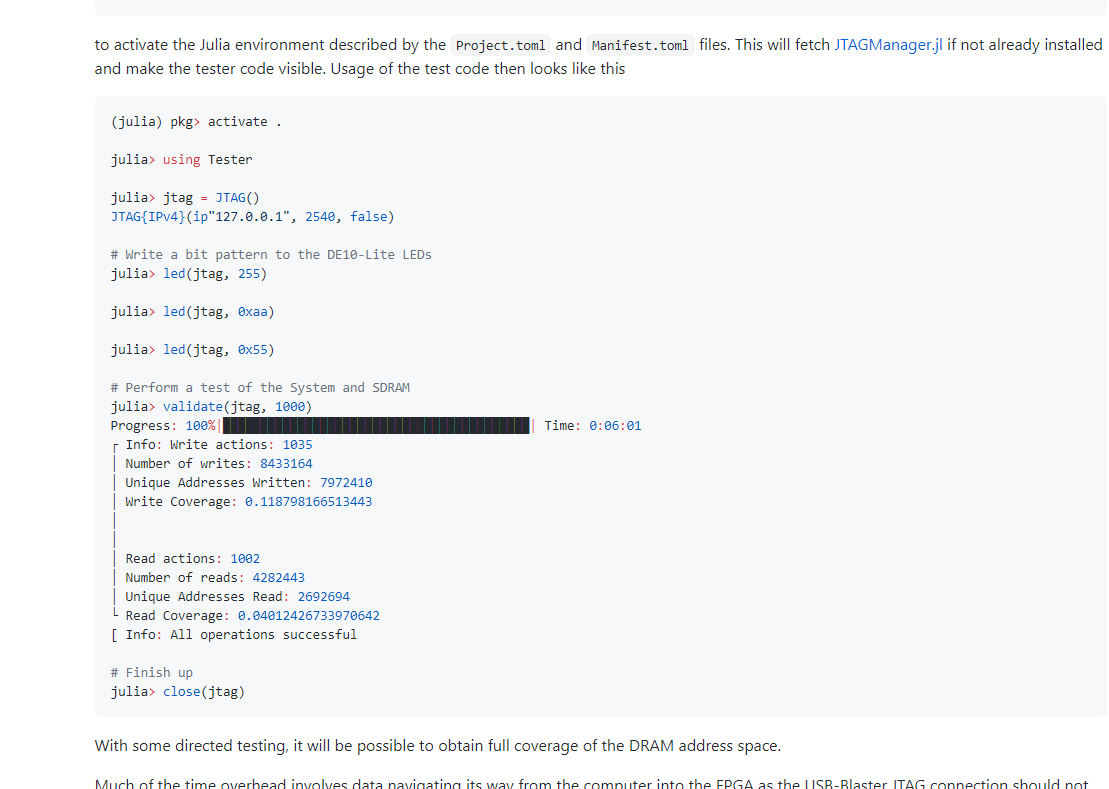 to activate the Julia environment described by the Project.toml and Manifest.toml files. This will fetch JTAGManager.jl if not already installed
and make the tester code visible. Usage of the test code then looks like this
(julia) pkg> activate .
julia> using Tester
julia> jtag = JTAG()
JTAG{IPv4}(ip"127.0.0.1", 2540, false)
# Write a bit pattern to the DE10-Lite LEDs
julia> led(jtag, 255)
julia> led(jtag, 0xaa)
julia> led(jtag, 0x55)
# Perform a test of the System and SDRAM
julia> validate(jtag, 1000)
Progress: 100%|█████████████████████████████████████████| Time: 0:06:01
┌ Info: Write actions: 1035
│ Number of writes: 8433164
│ Unique Addresses Written: 7972410
│ Write Coverage: 0.118798166513443
│
│
│ Read actions: 1002
│ Number of reads: 4282443
│ Unique Addresses Read: 2692694
└ Read Coverage: 0.04012426733970642
[ Info: All operations successful
# Finish up
julia> close(jtag)
With some directed testing, it will be possible to obtain full coverage of the DRAM address space.
Much of the time overhead involves data navigating its way from the computer into the FPGA as the USB-Blaster JTAG connection should not